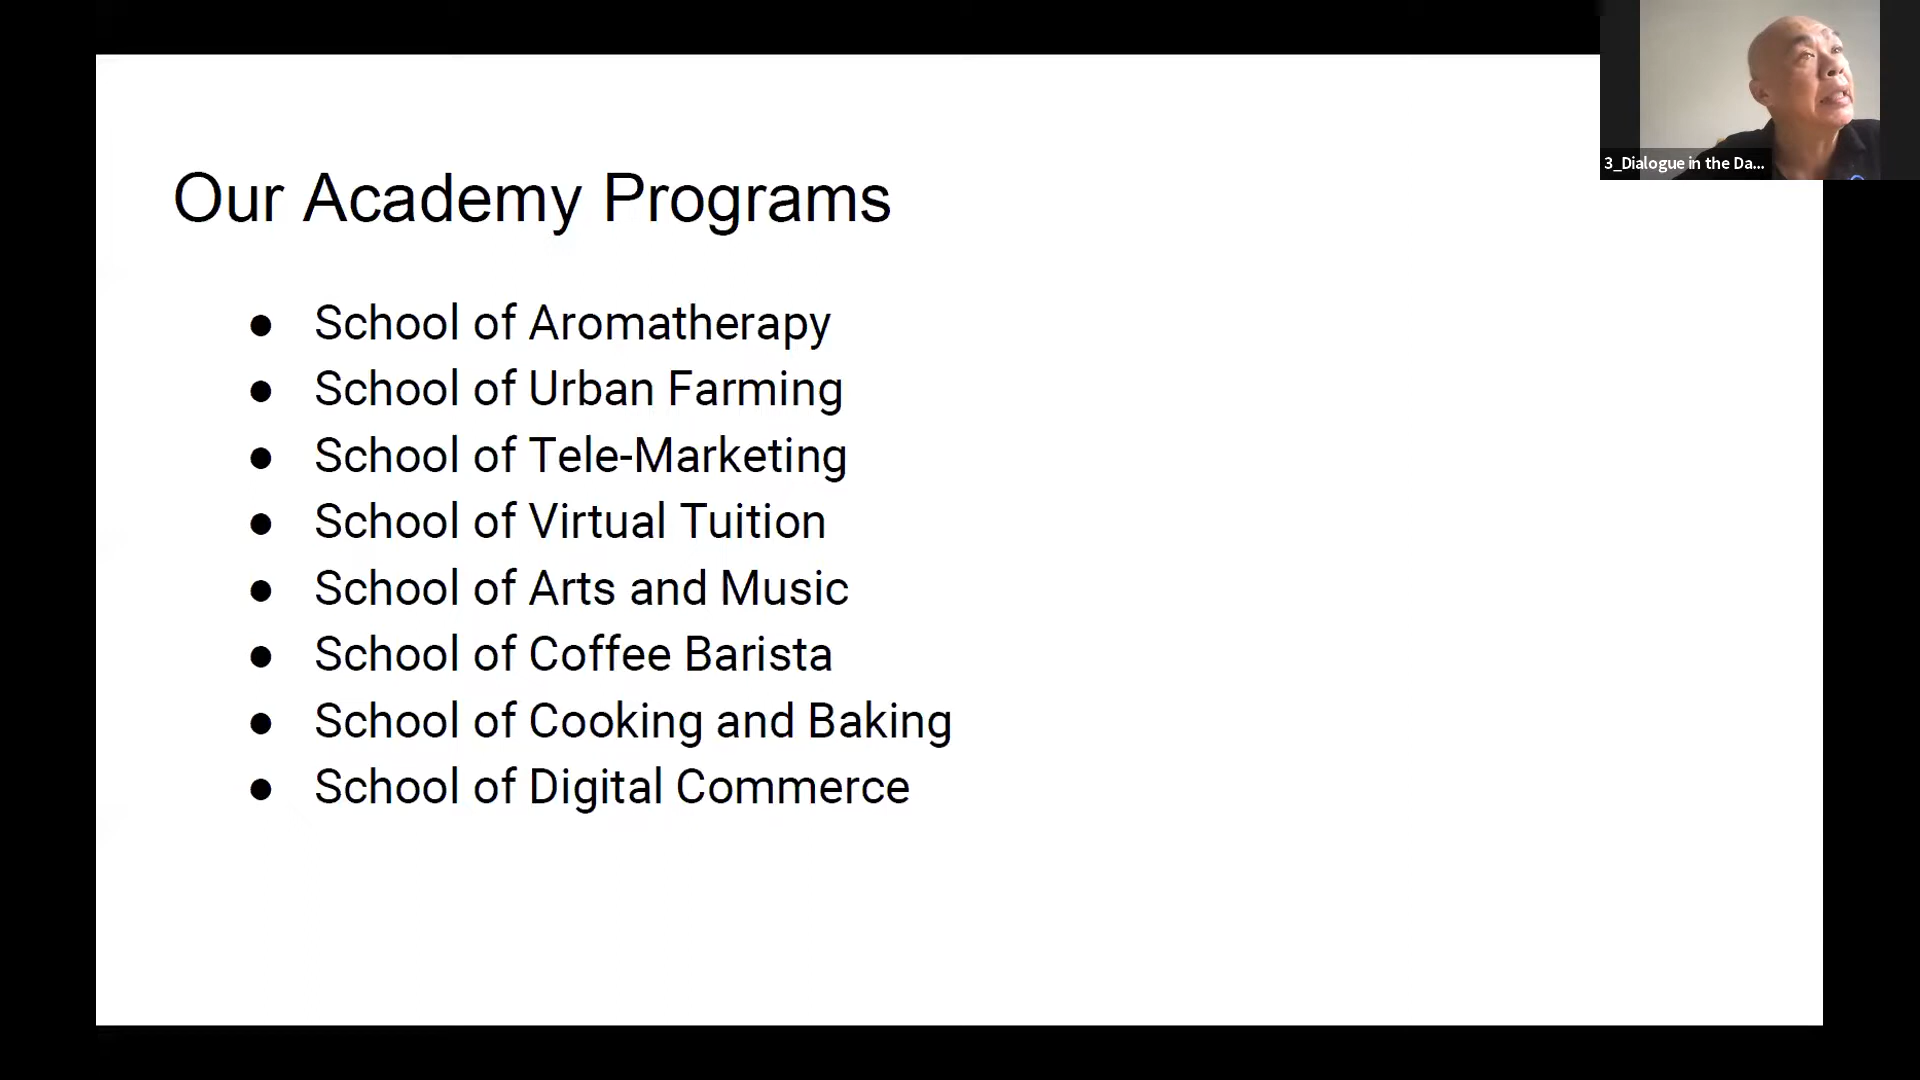 Our Academy Programs
● School of Aromatherapy
● School of Urban Farming
● School of Tele-Marketing
● School of Virtual Tuition
● School of Arts and Music
● School of Coffee Barista
● School of Cooking and Baking
● School of Digital Commerce
3_Dialogue in the Da...